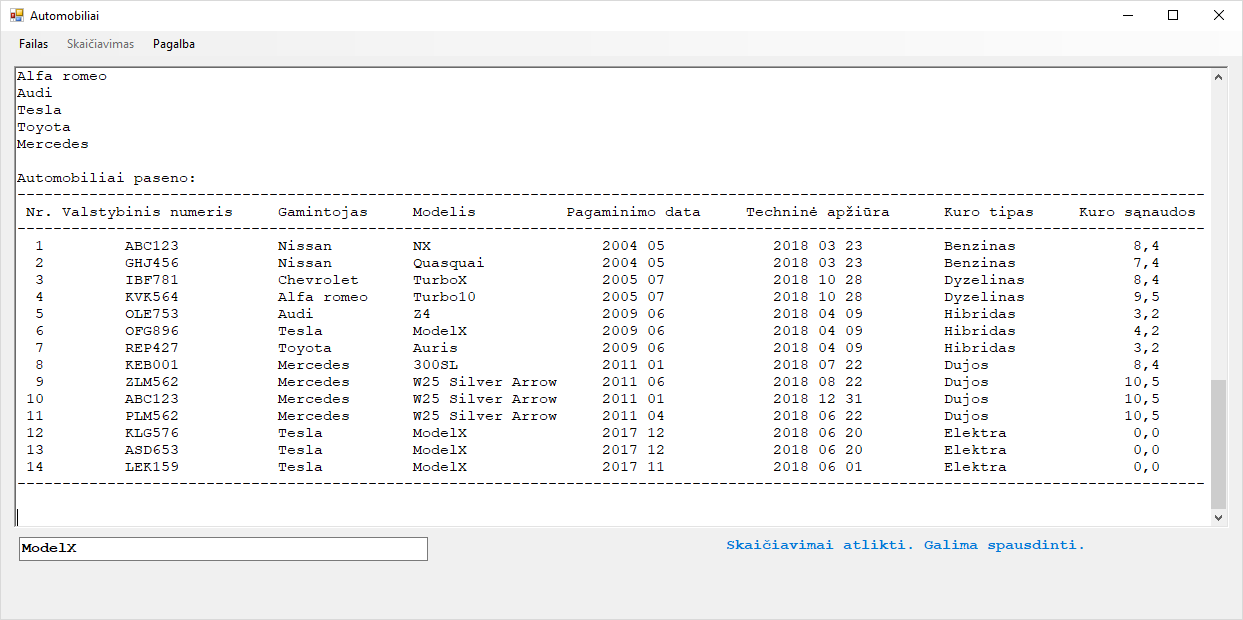 Automobiliai
Failas Skaičiavimas Pagalba
Alfa romeo
Audi
Tesla
Toyota
Mercedes
Automobiliai paseno:
------------------------------------------------------------------------------------------------------------------------------------
Nr. Valstybinis numeris Gamintojas Modelis Pagaminimo data Techninė apžiūra Kuro tipas Kuro sąnaudos
------------------------------------------------------------------------------------------------------------------------------------
1 ABC123 Nissan NX 2004 05 2018 03 23 Benzinas 8,4
2 GHJ456 Nissan Quasquai 2004 05 2018 03 23 Benzinas 7,4
3 IBF781 Chevrolet TurboX 2005 07 2018 10 28 Dyzelinas 8,4
4 KVK564 Alfa romeo Turbo10 2005 07 2018 10 28 Dyzelinas 9,5
5 OLE753 Audi Z4 2009 06 2018 04 09 Hibridas 3,2
6 OFG896 Tesla ModelX 2009 06 2018 04 09 Hibridas 4,2
7 REP427 Toyota Auris 2009 06 2018 04 09 Hibridas 3,2
8 KEB001 Mercedes 300SL 2011 01 2018 07 22 Dujos 8,4
9 ZLM562 Mercedes W25 Silver Arrow 2011 06 2018 08 22 Dujos 10,5
10 ABC123 Mercedes W25 Silver Arrow 2011 01 2018 12 31 Dujos 10,5
11 PLM562 Mercedes W25 Silver Arrow 2011 04 2018 06 22 Dujos 10,5
12 KLG576 Tesla ModelX 2017 12 2018 06 20 Elektra 0,0
13 ASD653 Tesla ModelX 2017 12 2018 06 20 Elektra 0,0
14 LEK159 Tesla ModelX 2017 11 2018 06 01 Elektra 0,0
------------------------------------------------------------------------------------------------------------------------------------
ModelX
Skaičiavimai atlikti. Galima spausdinti.